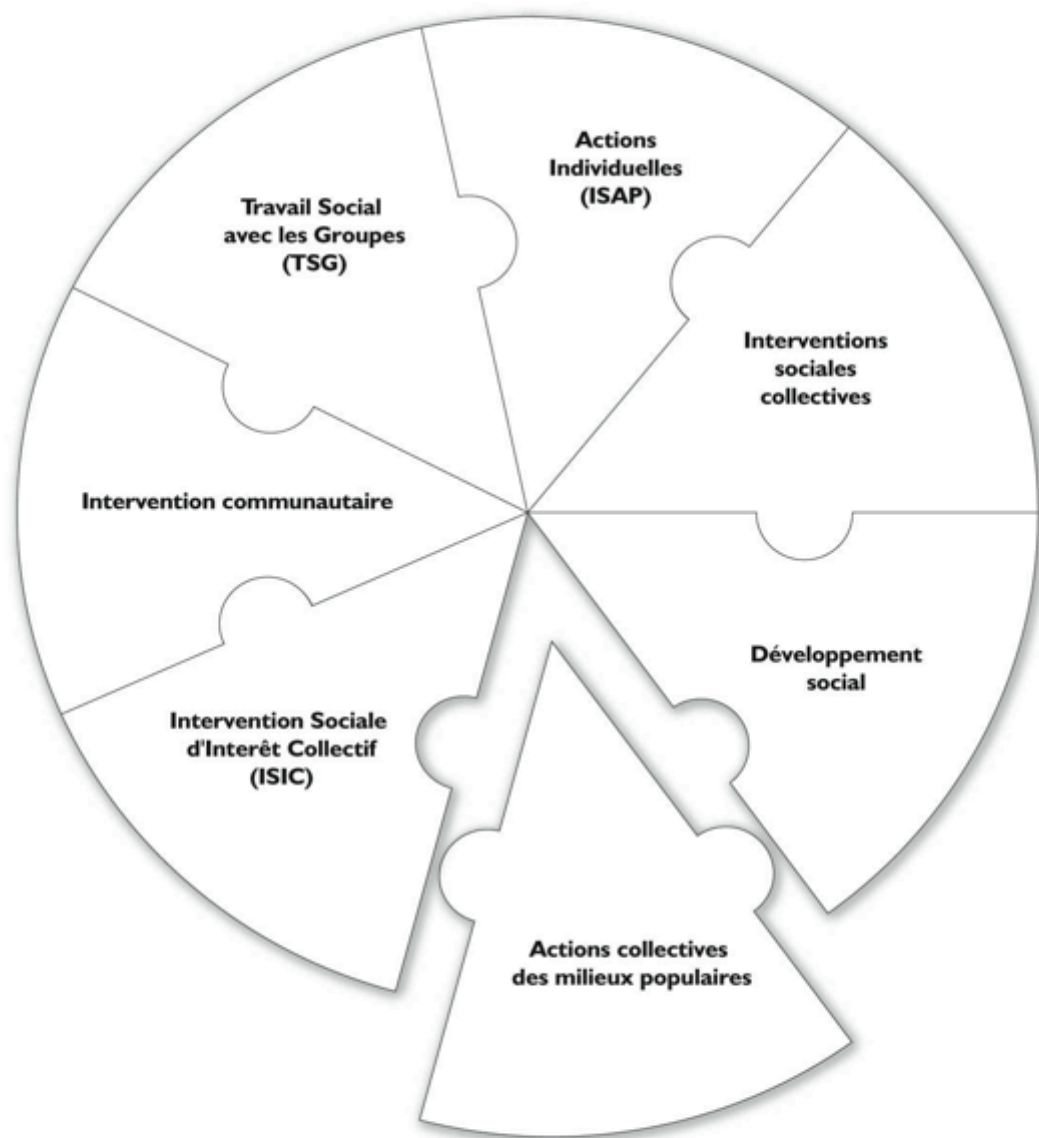 Actions
Individuelles
(ISAP)
Travail Social
avec les Groupes
(TSG)
Interventions
sociales
collectives
Intervention communautaire
Développement
social
Intervention Sociale
d'Interêt Collectif
(ISIC)
Actions collectives
des milieux populaires